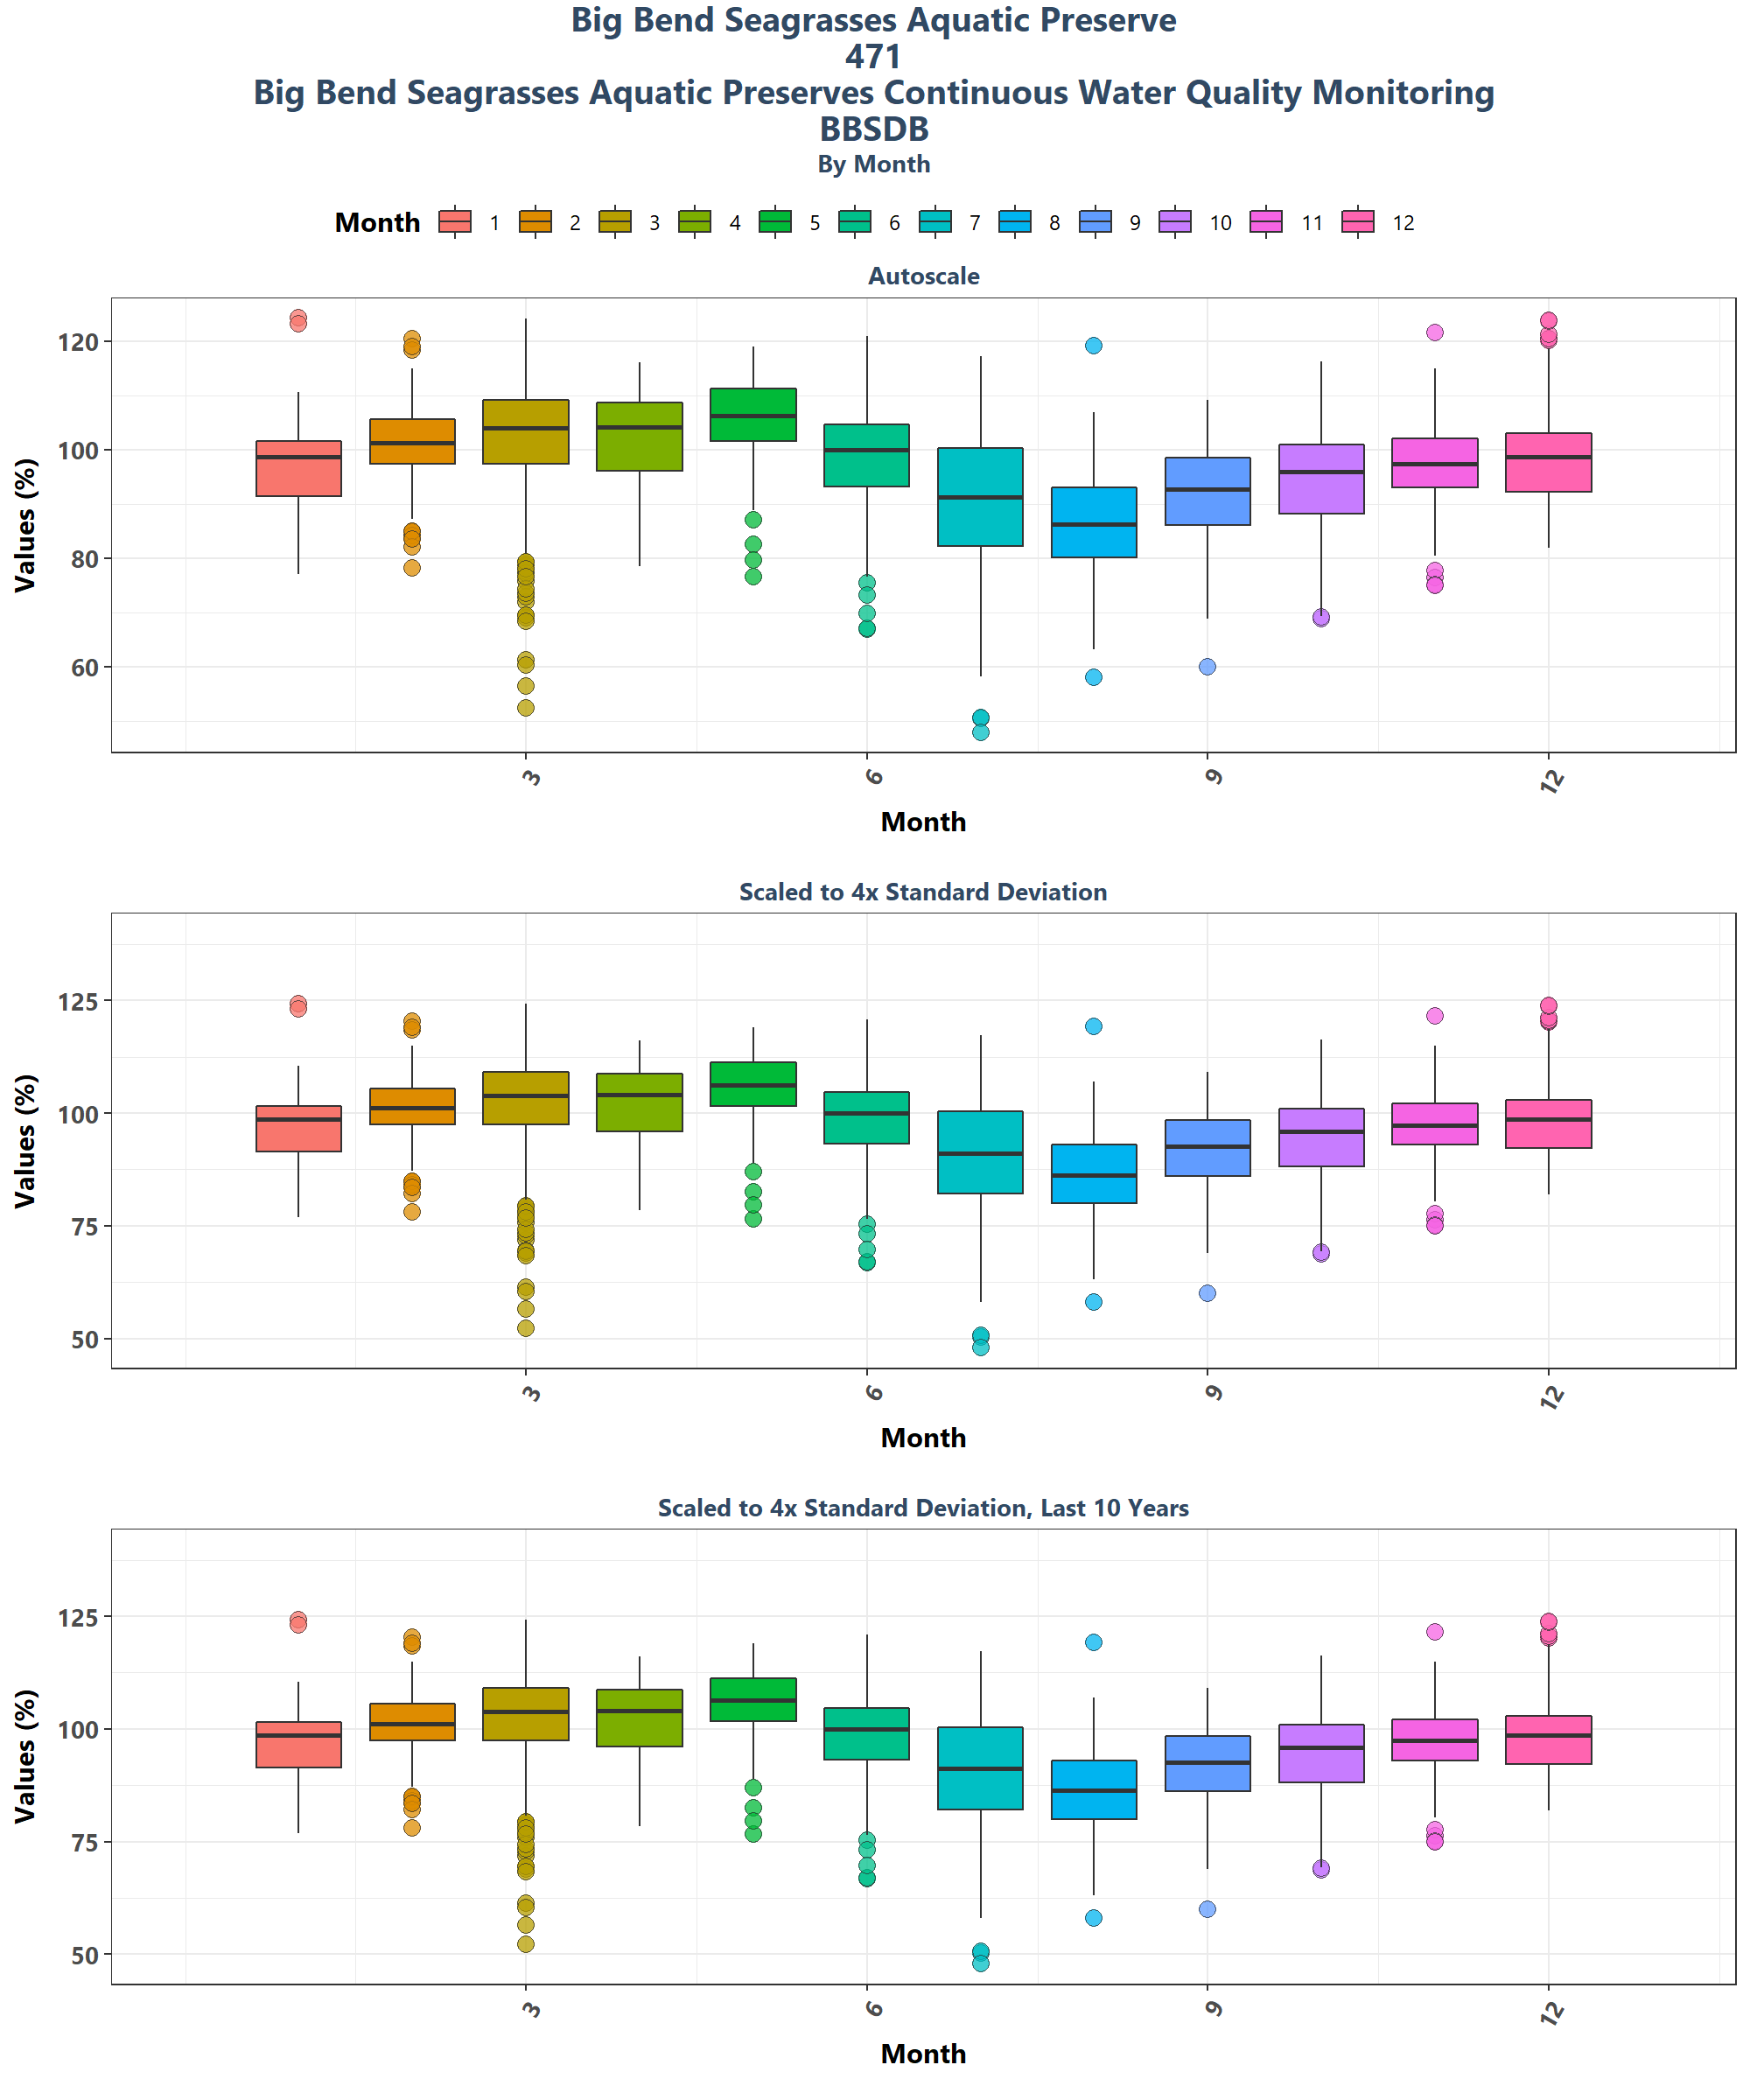 Big Bend Seagrasses Aquatic Preserve
471
Big Bend Seagrasses Aquatic Preserves Continuous Water Quality Monitoring
BBSDB
By Month
Month 1 2 3 4 5 6 7 8 9 10 11 12
Autoscale
Values (%)
120
100
80
60
3 6 9 12
Month
Scaled to 4x Standard Deviation
Values (%)
125
100
75
50
3 6 9 12
Month
Scaled to 4x Standard Deviation, Last 10 Years
Values (%)
125
100
75
50
3 6 9 12
Month